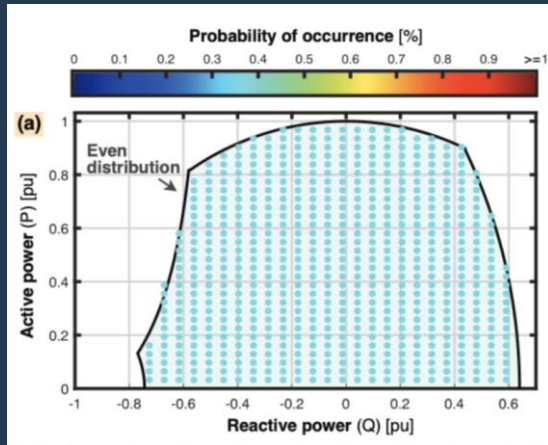 Probability of occurrence [%]
0 0.1 0.2 0.3 0.4 0.5 0.6 0.7 0.8 0.9 >=1
(a)
Even
distribution
Active power (P) [pu]
1
0.8
0.6
0.4
0.2
0
-1 -0.8 -0.6 -0.4 -0.2 0 0.2 0.4 0.6
Reactive power (Q) [pu]